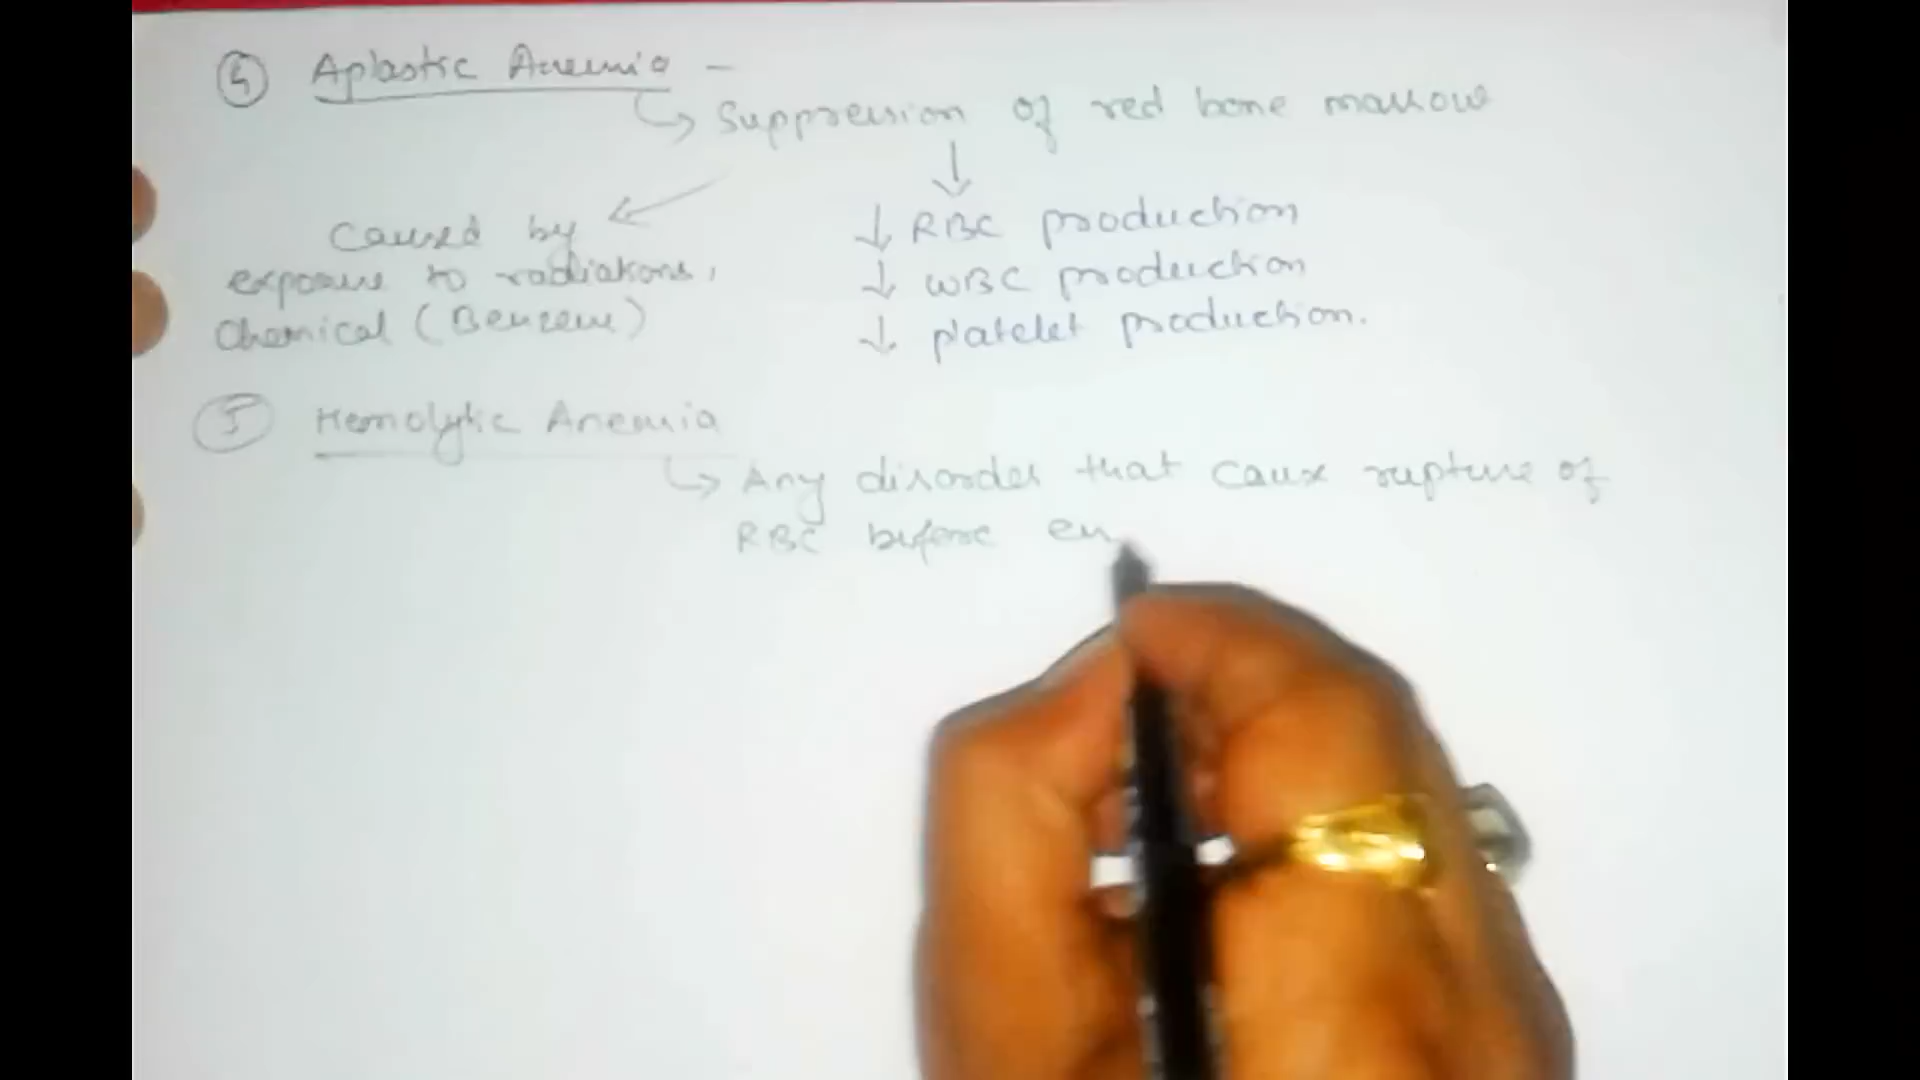 4 Aplastic Anemia -
↳ Suppression of red bone marrow
↓
Caused by
exposure to radiations,
Chemical (Benzene)
↓ RBC production
↓ WBC production
↓ platelet production.
5 Hemolytic Anemia
↳ Any disorder that cause rupture of
RBC before en